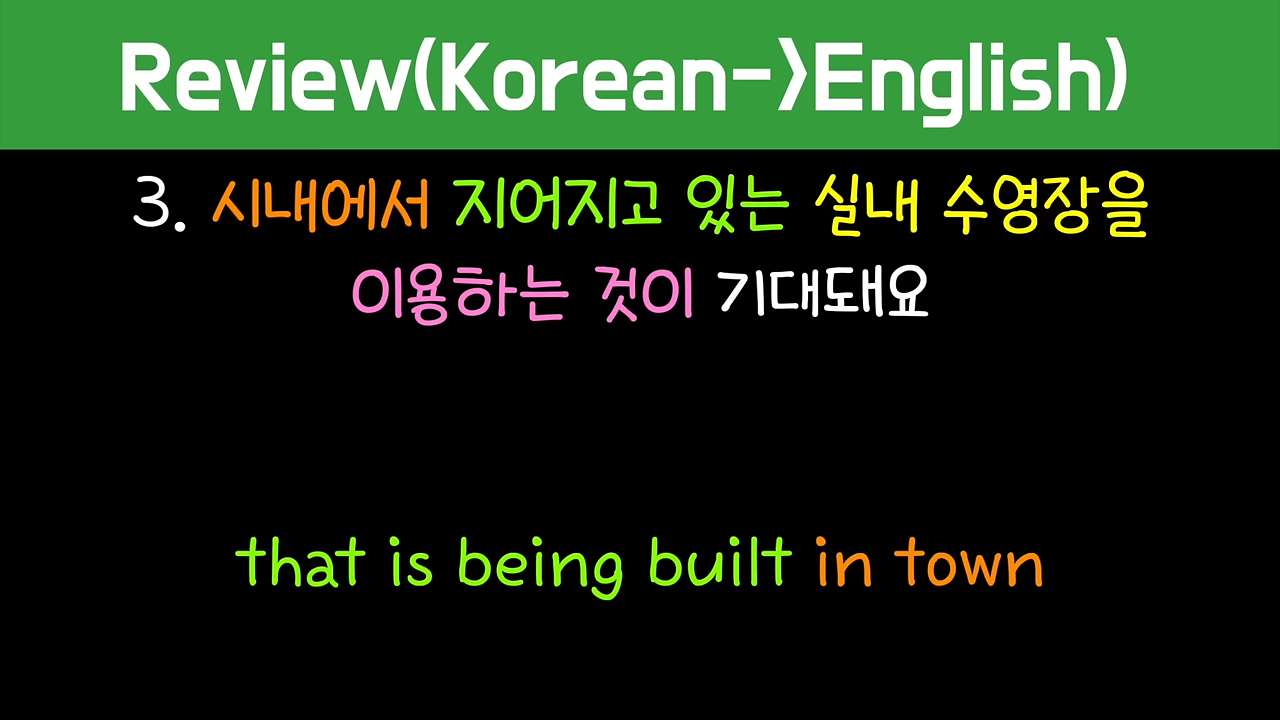 Review(Korean->English)
3. 시내에서 지어지고 있는 실내 수영장을
이용하는 것이 기대돼요
that is being built in town